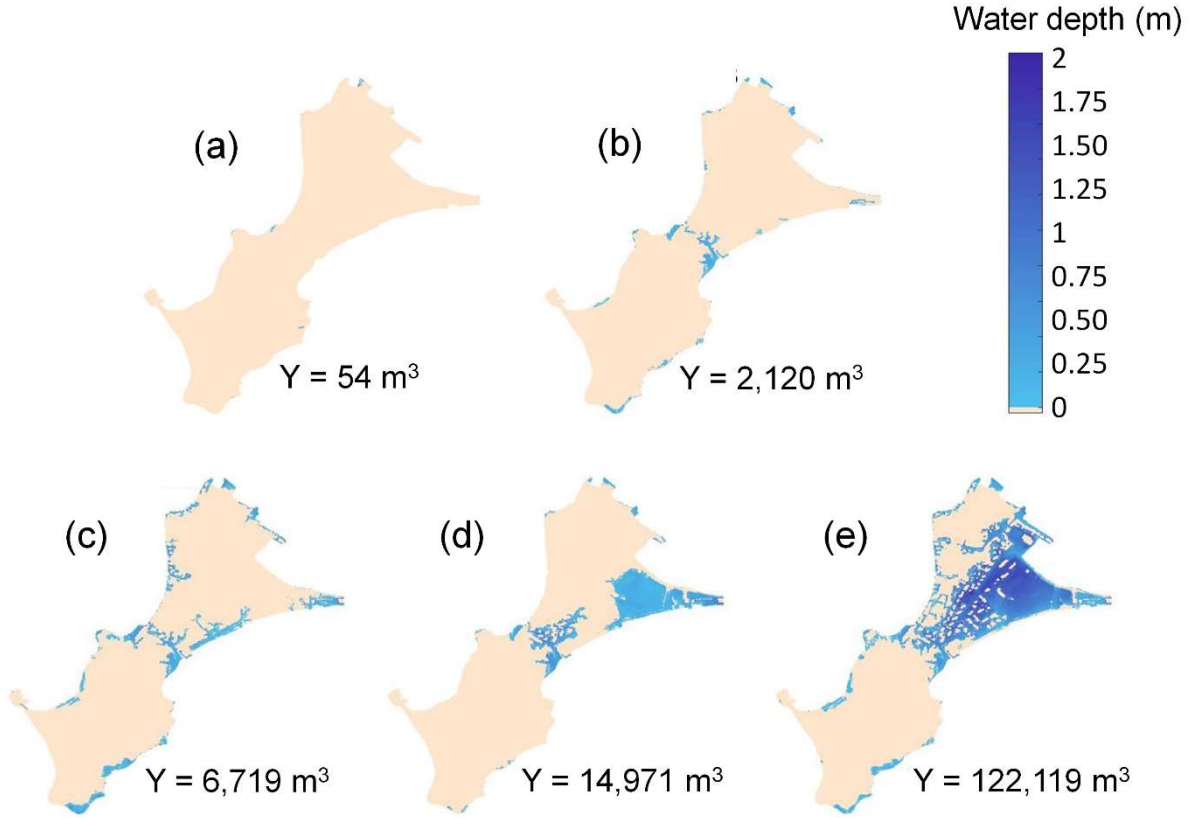 Water depth (m)
2
1.75
1.50
1.25
1
0.75
0.50
0.25
0
(a)
Y = 54 m³
(b)
Y = 2,120 m³
(c)
Y = 6,719 m³
(d)
Y = 14,971 m³
(e)
Y = 122,119 m³